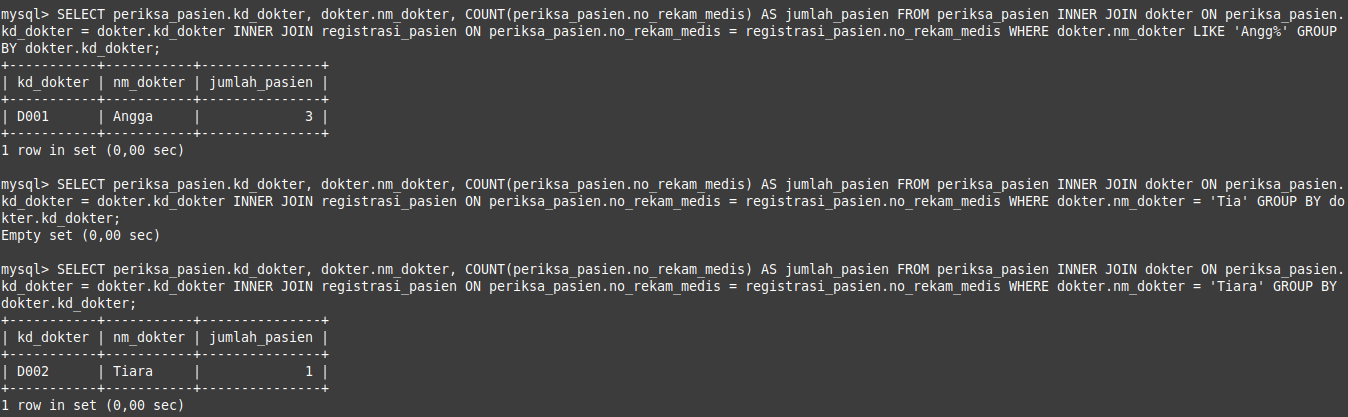 mysql> SELECT periksa_pasien.kd_dokter, dokter.nm_dokter, COUNT(periksa_pasien.no_rekam_medis) AS jumlah_pasien FROM periksa_pasien INNER JOIN dokter ON periksa_pasien.
kd_dokter = dokter.kd_dokter INNER JOIN registrasi_pasien ON periksa_pasien.no_rekam_medis = registrasi_pasien.no_rekam_medis WHERE dokter.nm_dokter LIKE 'Angg%' GROUP
BY dokter.kd_dokter;
+-----------+-----------+---------------+
| kd_dokter | nm_dokter | jumlah_pasien |
+-----------+-----------+---------------+
| D001      | Angga     |             3 |
+-----------+-----------+---------------+
1 row in set (0,00 sec)

mysql> SELECT periksa_pasien.kd_dokter, dokter.nm_dokter, COUNT(periksa_pasien.no_rekam_medis) AS jumlah_pasien FROM periksa_pasien INNER JOIN dokter ON periksa_pasien.
kd_dokter = dokter.kd_dokter INNER JOIN registrasi_pasien ON periksa_pasien.no_rekam_medis = registrasi_pasien.no_rekam_medis WHERE dokter.nm_dokter = 'Tia' GROUP BY do
kter.kd_dokter;
Empty set (0,00 sec)

mysql> SELECT periksa_pasien.kd_dokter, dokter.nm_dokter, COUNT(periksa_pasien.no_rekam_medis) AS jumlah_pasien FROM periksa_pasien INNER JOIN dokter ON periksa_pasien.
kd_dokter = dokter.kd_dokter INNER JOIN registrasi_pasien ON periksa_pasien.no_rekam_medis = registrasi_pasien.no_rekam_medis WHERE dokter.nm_dokter = 'Tiara' GROUP BY
dokter.kd_dokter;
+-----------+-----------+---------------+
| kd_dokter | nm_dokter | jumlah_pasien |
+-----------+-----------+---------------+
| D002      | Tiara     |             1 |
+-----------+-----------+---------------+
1 row in set (0,00 sec)